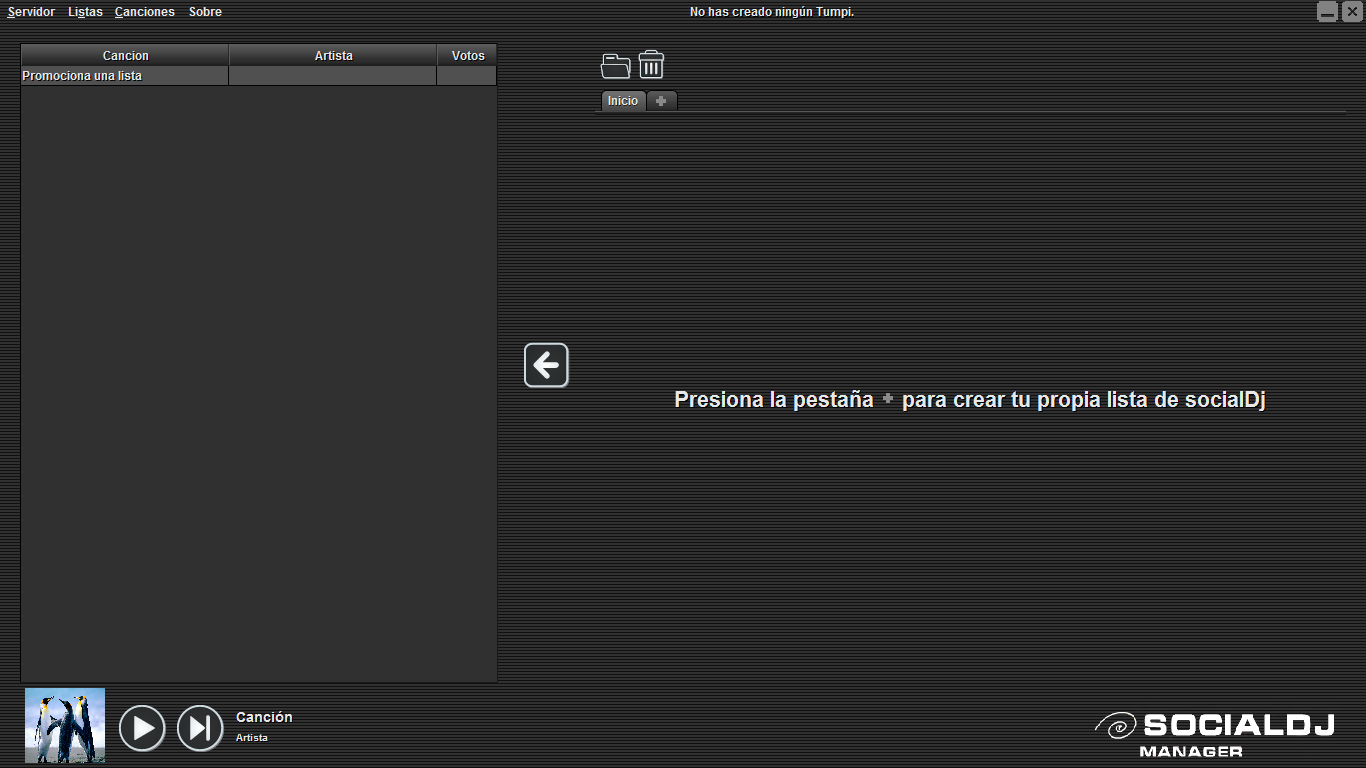 Servidor Listas Canciones Sobre
No has creado ningún Tumpi.
Cancion Artista Votos
Promociona una lista
Inicio
Presiona la pestaña + para crear tu propia lista de socialDj
Canción
Artista
SOCIALDJ
MANAGER